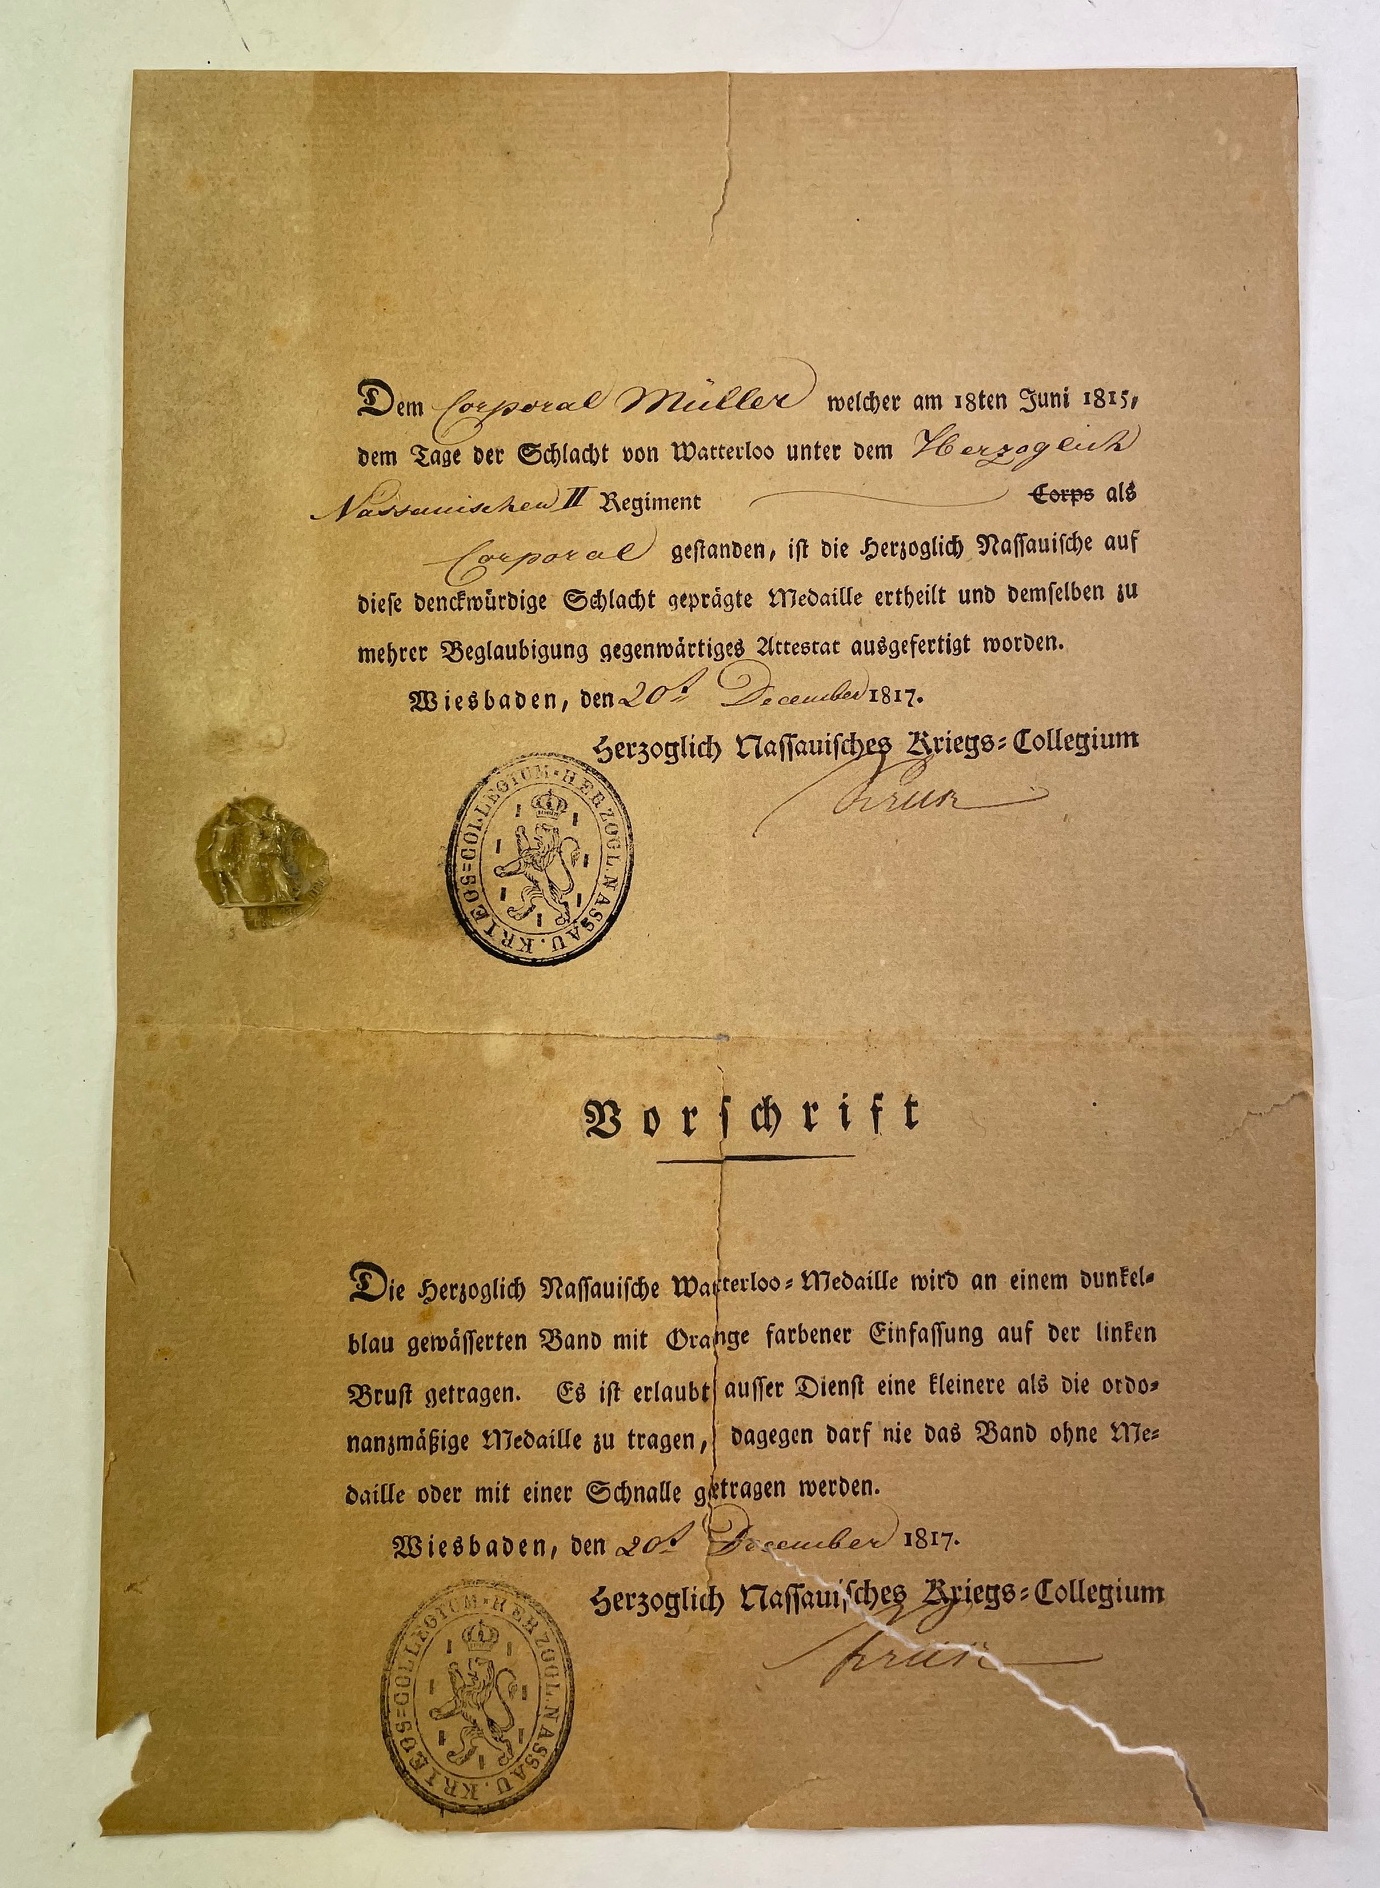 Dem Corporal Müller welcher am 18ten Juni 1815,
dem Tage der Schlacht von Watterloo unter dem Herzoglich
Nassauischen II Regiment Corps als
Corporal gestanden, ist die Herzoglich Nassauische auf
diese denckwürdige Schlacht geprägte Medaille ertheilt und demselben zu
mehrer Beglaubigung gegenwärtiges Attestat ausgefertigt worden.
Wiesbaden, den 20t December 1817.
Herzoglich Nassauisches Kriegs=Collegium
HERZOGL. NASSAU. KRIEGS=COLLEGIUM
Vorschrift
Die Herzoglich Nassauische Watterloo=Medaille wird an einem dunkel=
blau gewässerten Band mit Orange farbener Einfassung auf der linken
Brust getragen. Es ist erlaubt ausser Dienst eine kleinere als die ordo=
nanzmäßige Medaille zu tragen, dagegen darf nie das Band ohne Me=
daille oder mit einer Schnalle getragen werden.
Wiesbaden, den 20t December 1817.
Herzoglich Nassauisches Kriegs=Collegium
HERZOGL. NASSAU. KRIEGS=COLLEGIUM